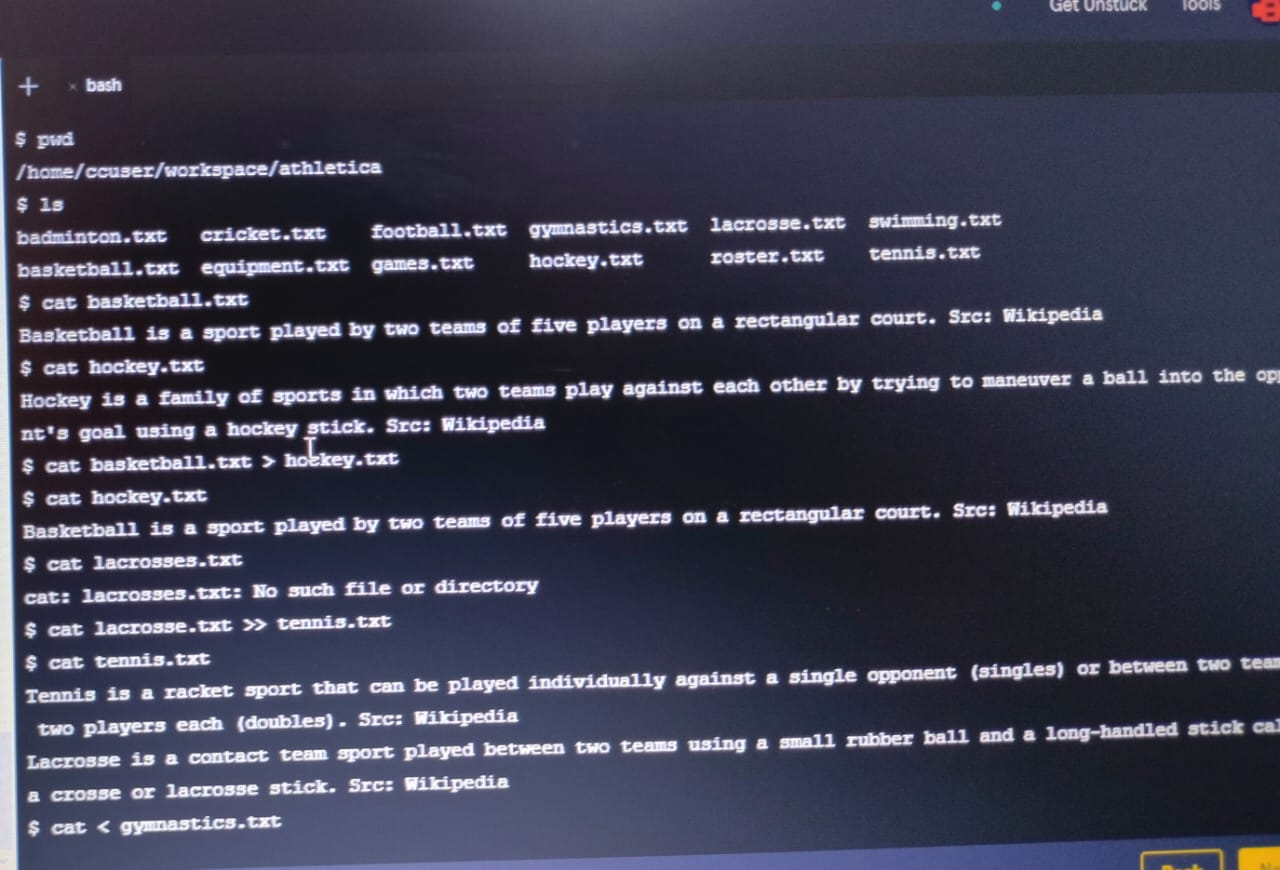 Get Unstuck Tools
+ × bash
$ pwd
/home/ccuser/workspace/athletica
$ ls
badminton.txt cricket.txt football.txt gymnastics.txt lacrosse.txt swimming.txt
basketball.txt equipment.txt games.txt hockey.txt roster.txt tennis.txt
$ cat basketball.txt
Basketball is a sport played by two teams of five players on a rectangular court. Src: Wikipedia
$ cat hockey.txt
Hockey is a family of sports in which two teams play against each other by trying to maneuver a ball into the
nt's goal using a hockey stick. Src: Wikipedia
$ cat basketball.txt > hockey.txt
$ cat hockey.txt
Basketball is a sport played by two teams of five players on a rectangular court. Src: Wikipedia
$ cat lacrosses.txt
cat: lacrosses.txt: No such file or directory
$ cat lacrosse.txt >> tennis.txt
$ cat tennis.txt
Tennis is a racket sport that can be played individually against a single opponent (singles) or between two
two players each (doubles). Src: Wikipedia
Lacrosse is a contact team sport played between two teams using a small rubber ball and a long-handled stick
a crosse or lacrosse stick. Src: Wikipedia
$ cat < gymnastics.txt